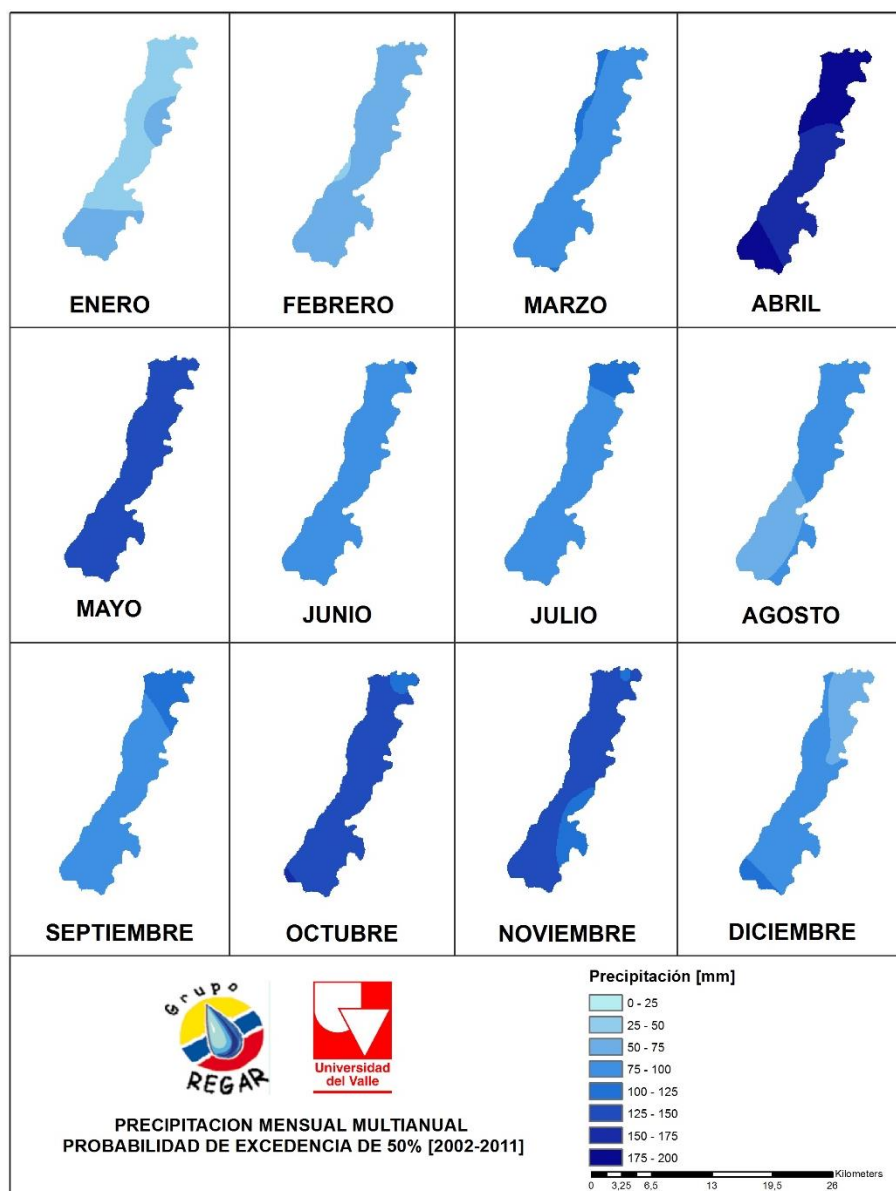 ENERO
FEBRERO
MARZO
ABRIL
MAYO
JUNIO
JULIO
AGOSTO
SEPTIEMBRE
OCTUBRE
NOVIEMBRE
DICIEMBRE
Grupo
REGAR
Universidad
del Valle
PRECIPITACION MENSUAL MULTIANUAL
PROBABILIDAD DE EXCEDENCIA DE 50% [2002-2011]
Precipitación [mm]
0 - 25
25 - 50
50 - 75
75 - 100
100 - 125
125 - 150
150 - 175
175 - 200
Kilometers
0 3,25 6,5 13 19,5 26